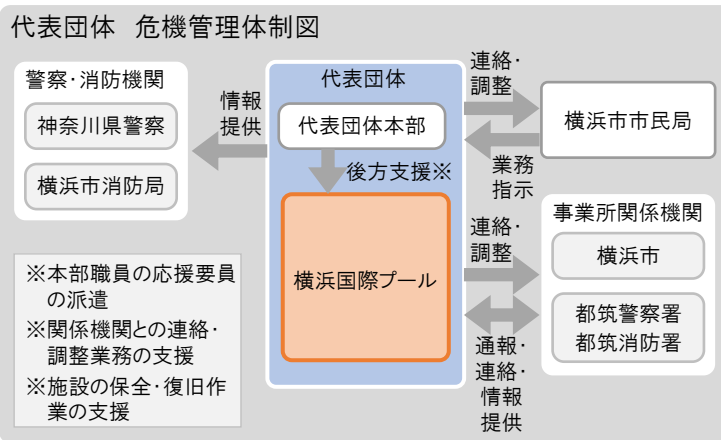 代表団体 危機管理体制図
警察・消防機関
神奈川県警察
横浜市消防局
情報
提供
代表団体
代表団体本部
後方支援※
横浜国際プール
連絡・
調整
業務
指示
横浜市市民局
連絡・
調整
通報・
連絡・
情報
提供
事業所関係機関
横浜市
都筑警察署
都筑消防署
※本部職員の応援要員
の派遣
※関係機関との連絡・
調整業務の支援
※施設の保全・復旧作
業の支援